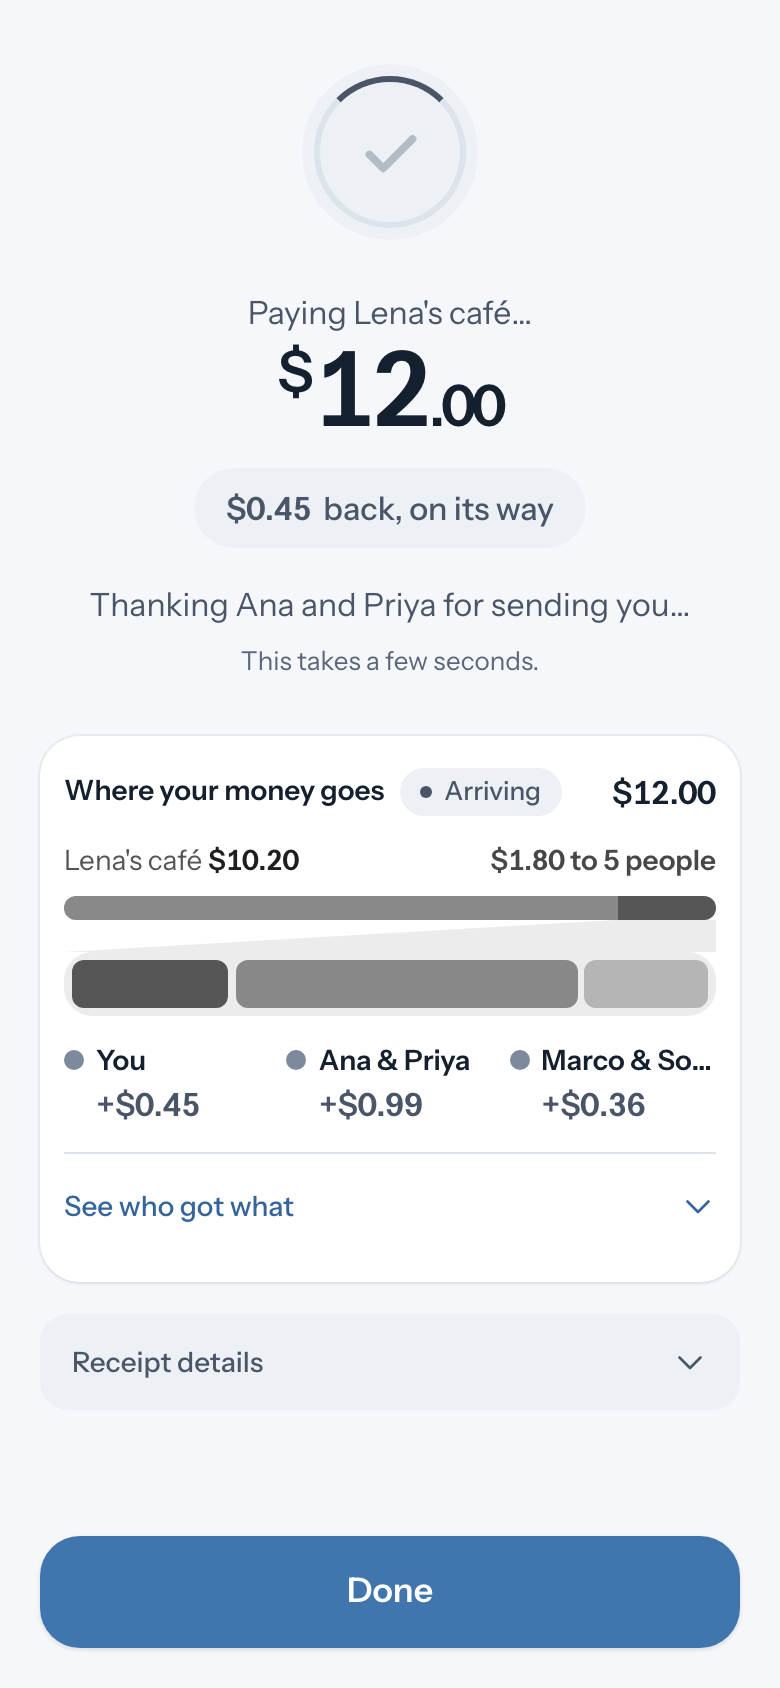 Paying Lena's café...
$12.00
$0.45 back, on its way
Thanking Ana and Priya for sending you...
This takes a few seconds.
Where your money goes Arriving $12.00
Lena's café $10.20 $1.80 to 5 people
You Ana & Priya Marco & So...
+$0.45 +$0.99 +$0.36
See who got what
Receipt details
Done